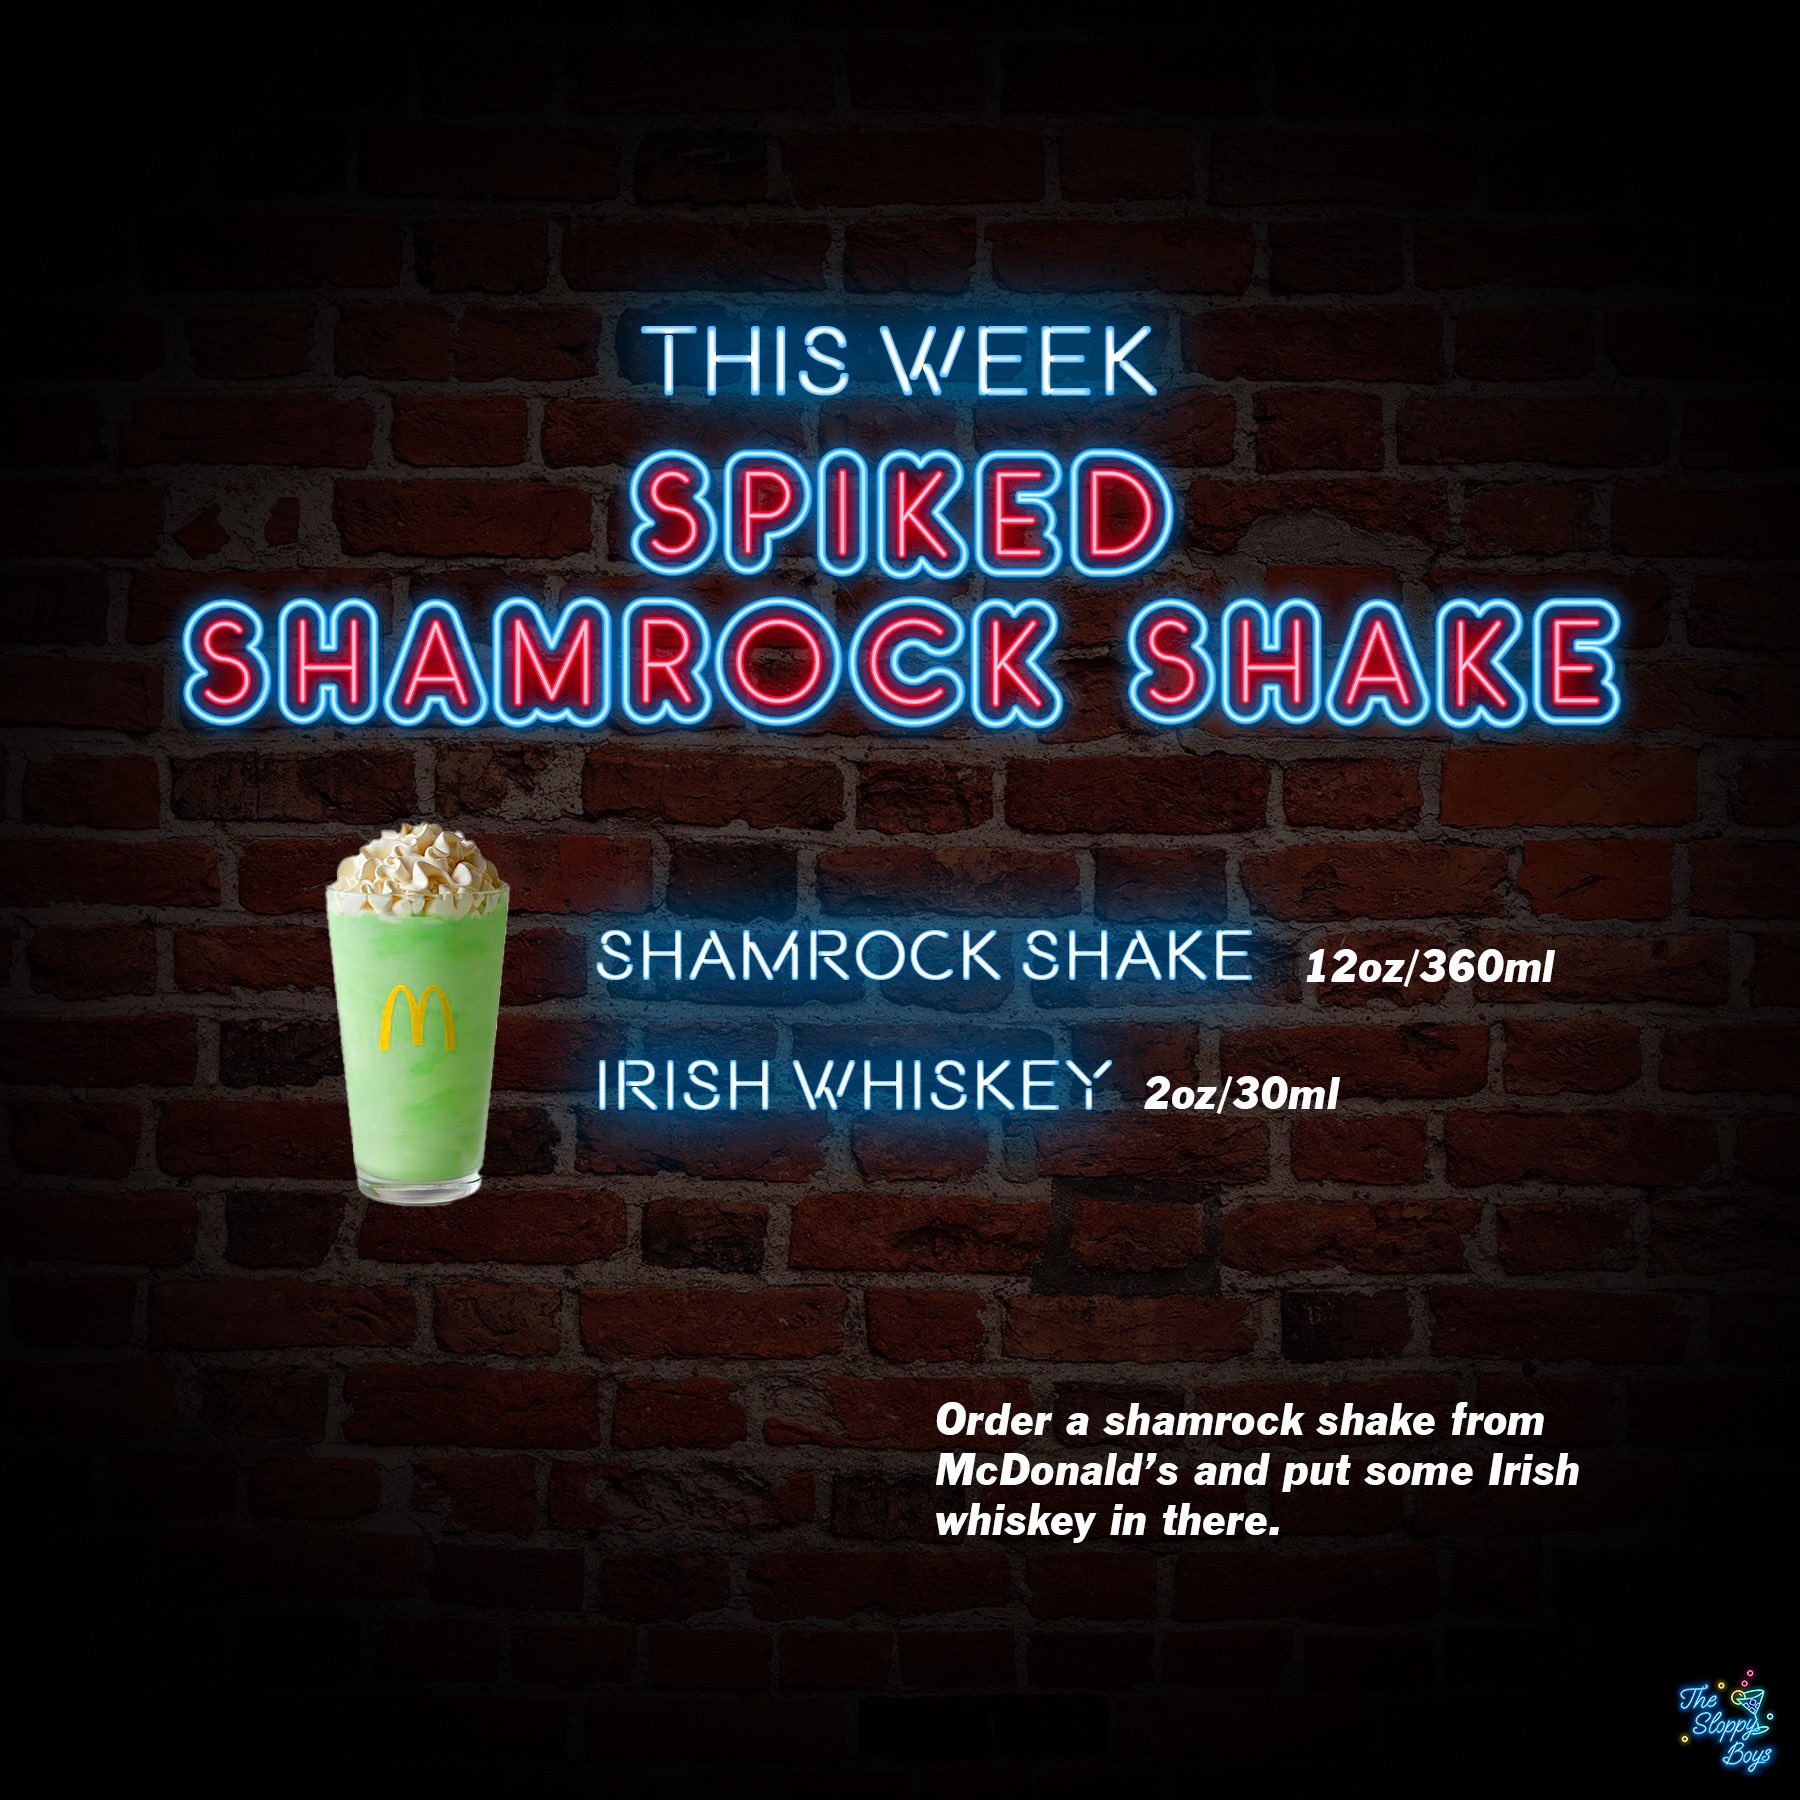 THIS WEEK
SPIKED
SHAMROCK SHAKE
SHAMROCK SHAKE 12oz/360ml
IRISH WHISKEY 2oz/30ml
Order a shamrock shake from
McDonald’s and put some Irish
whiskey in there.
The
Sloppy
Boys